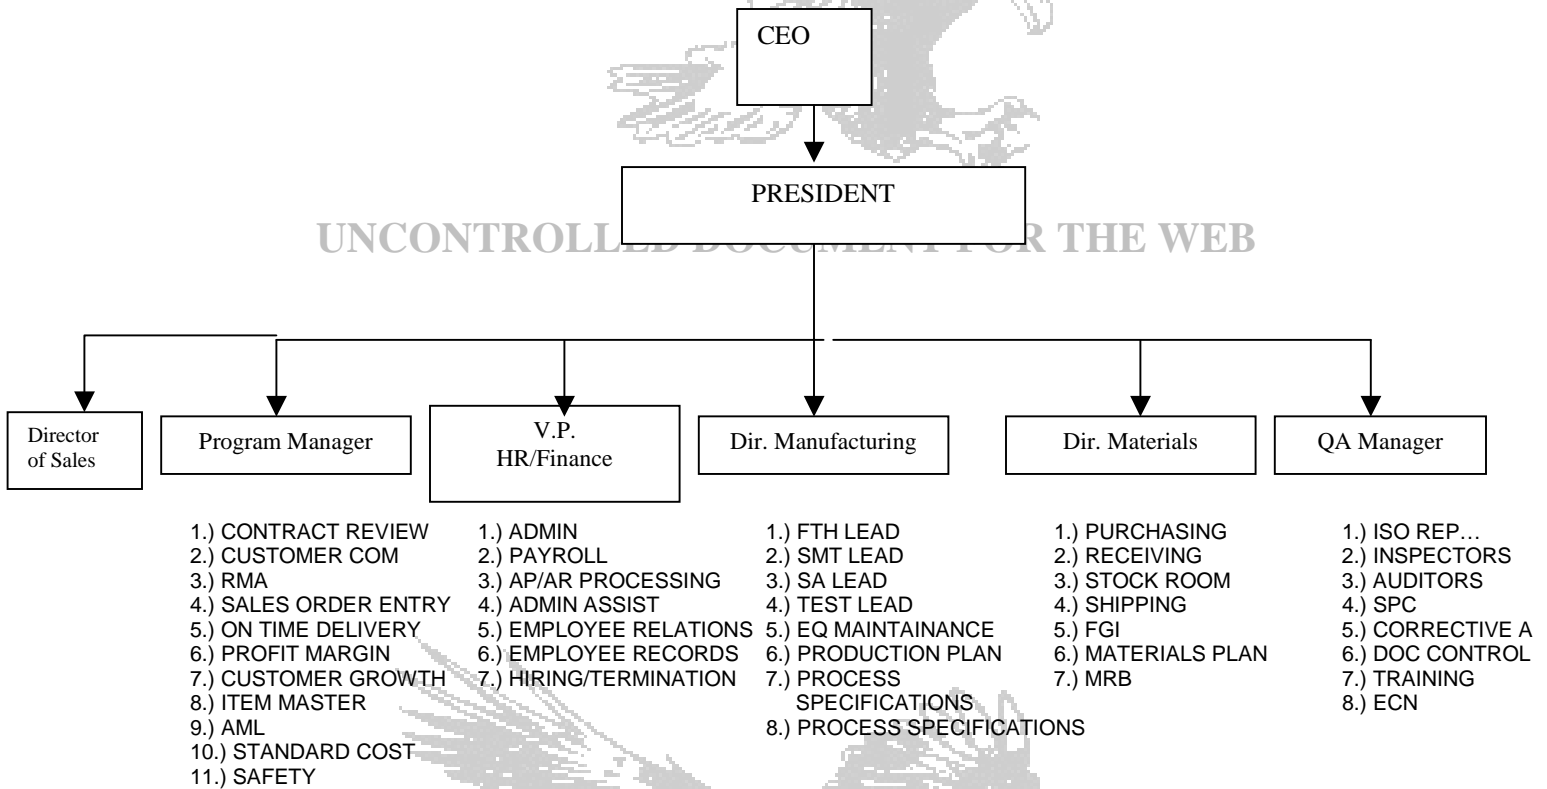 CEO
PRESIDENT
UNCONTROLLED DOCUMENT FOR THE WEB
Director
of Sales
Program Manager
V.P.
HR/Finance
Dir. Manufacturing
Dir. Materials
QA Manager
1.) CONTRACT REVIEW
2.) CUSTOMER COM
3.) RMA
4.) SALES ORDER ENTRY
5.) ON TIME DELIVERY
6.) PROFIT MARGIN
7.) CUSTOMER GROWTH
8.) ITEM MASTER
9.) AML
10.) STANDARD COST
11.) SAFETY
1.) ADMIN
2.) PAYROLL
3.) AP/AR PROCESSING
4.) ADMIN ASSIST
5.) EMPLOYEE RELATIONS
6.) EMPLOYEE RECORDS
7.) HIRING/TERMINATION
1.) FTH LEAD
2.) SMT LEAD
3.) SA LEAD
4.) TEST LEAD
5.) EQ MAINTAINANCE
6.) PRODUCTION PLAN
7.) PROCESS
SPECIFICATIONS
8.) PROCESS SPECIFICATIONS
1.) PURCHASING
2.) RECEIVING
3.) STOCK ROOM
4.) SHIPPING
5.) FGI
6.) MATERIALS PLAN
7.) MRB
1.) ISO REP…
2.) INSPECTORS
3.) AUDITORS
4.) SPC
5.) CORRECTIVE A
6.) DOC CONTROL
7.) TRAINING
8.) ECN